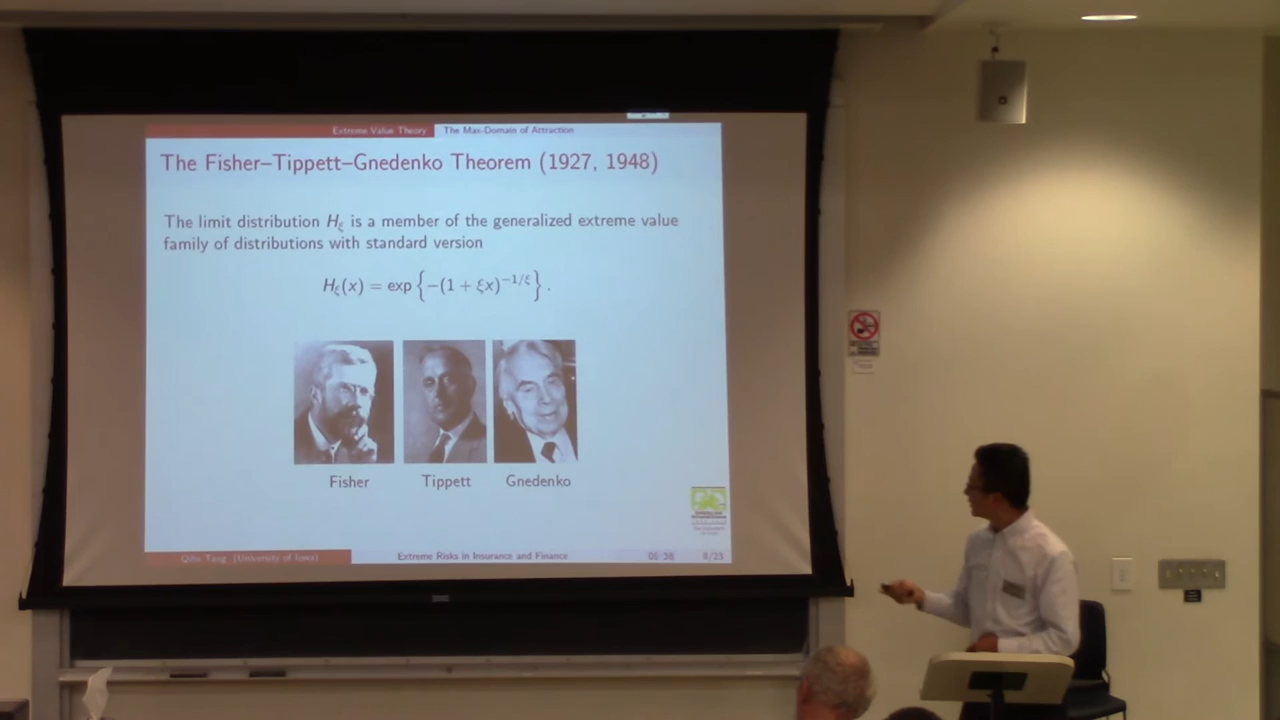 Extreme Value Theory The Max-Domain of Attraction
The Fisher–Tippett–Gnedenko Theorem (1927, 1948)
The limit distribution Hξ is a member of the generalized extreme value
family of distributions with standard version
Hξ(x) = exp {−(1 + ξx)^−1/ξ} .
Fisher Tippett Gnedenko
Qihe Tang (University of Iowa) Extreme Risks in Insurance and Finance 8/23